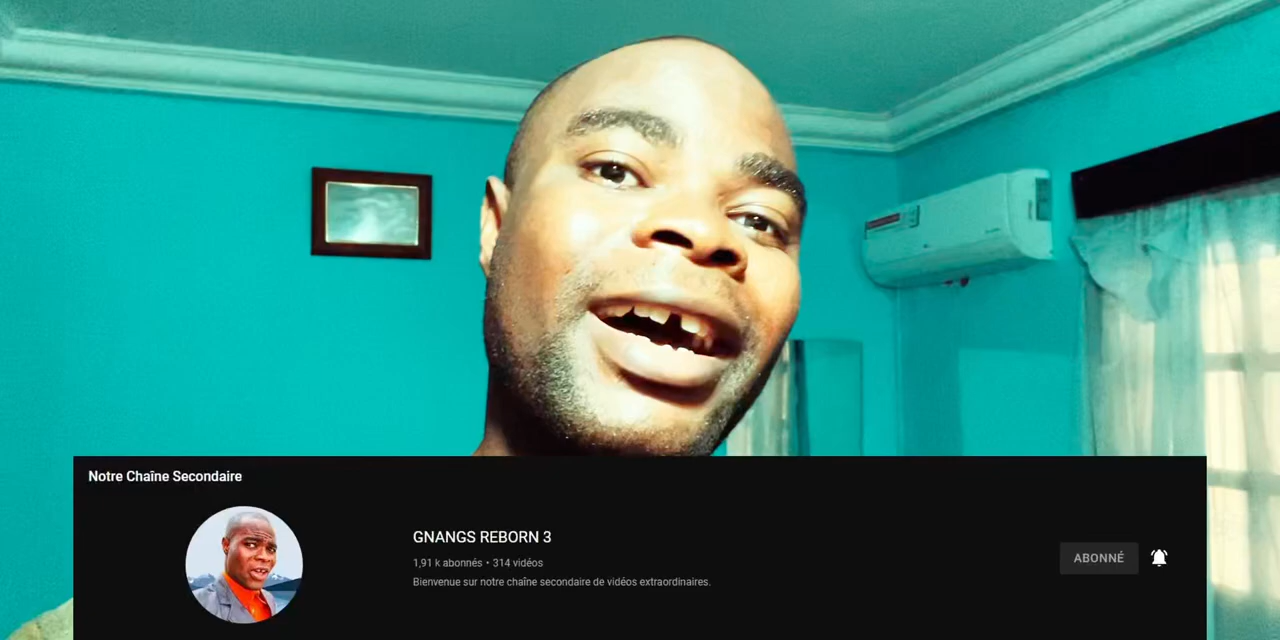 Notre Chaîne Secondaire
GNANGS REBORN 3
1,91 k abonnés • 314 vidéos
Bienvenue sur notre chaîne secondaire de vidéos extraordinaires.
ABONNÉ